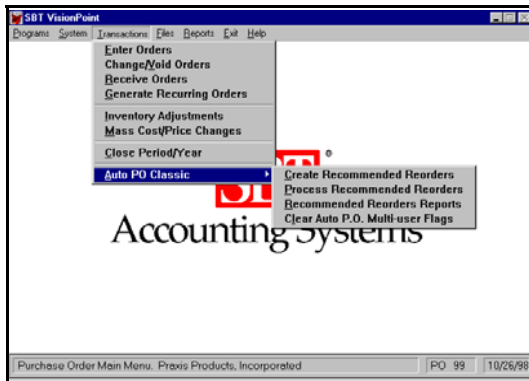 SBT VisionPoint
Programs System Transactions Files Reports Exit Help
Enter Orders
Change/Void Orders
Receive Orders
Generate Recurring Orders
Inventory Adjustments
Mass Cost/Price Changes
Close Period/Year
Auto PO Classic
Create Recommended Reorders
Process Recommended Reorders
Recommended Reorders Reports
Clear Auto P.O. Multi-user Flags
®
Accounting Systems
Purchase Order Main Menu. Praxis Products, Incorporated PO 99 10/26/98